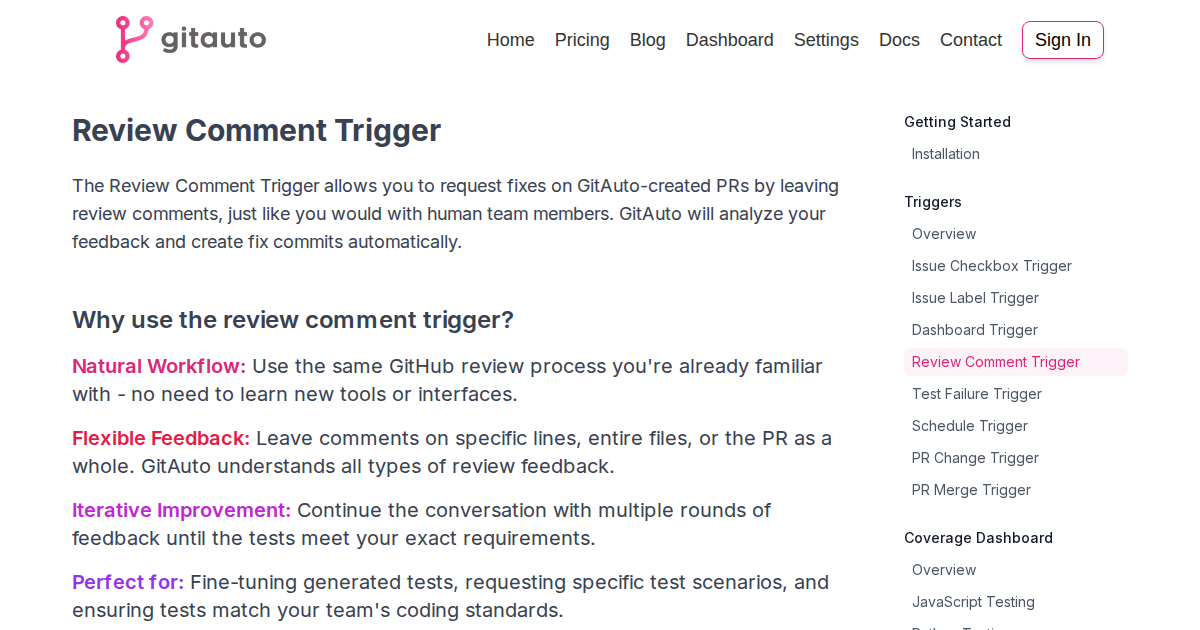 gitauto
Home Pricing Blog Dashboard Settings Docs Contact Sign In
Review Comment Trigger
The Review Comment Trigger allows you to request fixes on GitAuto-created PRs by leaving
review comments, just like you would with human team members. GitAuto will analyze your
feedback and create fix commits automatically.
Why use the review comment trigger?
Natural Workflow: Use the same GitHub review process you're already familiar
with - no need to learn new tools or interfaces.
Flexible Feedback: Leave comments on specific lines, entire files, or the PR as a
whole. GitAuto understands all types of review feedback.
Iterative Improvement: Continue the conversation with multiple rounds of
feedback until the tests meet your exact requirements.
Perfect for: Fine-tuning generated tests, requesting specific test scenarios, and
ensuring tests match your team's coding standards.
Getting Started
Installation
Triggers
Overview
Issue Checkbox Trigger
Issue Label Trigger
Dashboard Trigger
Review Comment Trigger
Test Failure Trigger
Schedule Trigger
PR Change Trigger
PR Merge Trigger
Coverage Dashboard
Overview
JavaScript Testing